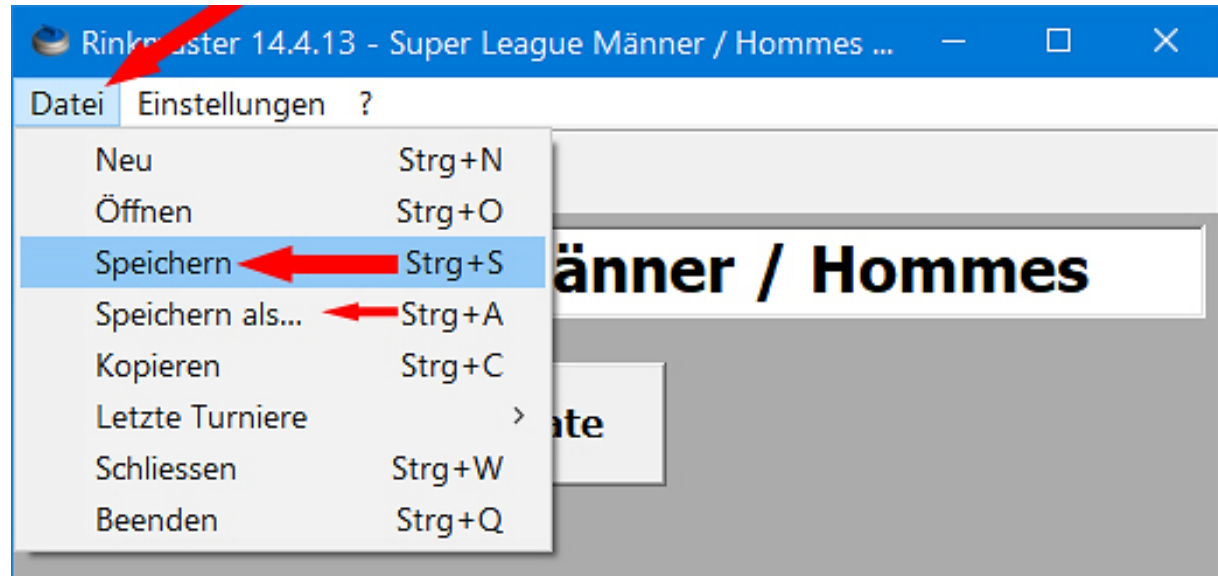 Rinkmaster 14.4.13 - Super League Männer / Hommes ...
Datei Einstellungen ?
Neu Strg+N
Öffnen Strg+O
Speichern Strg+S
änner / Hommes
Speichern als... Strg+A
Kopieren Strg+C
Letzte Turniere >
ate
Schliessen Strg+W
Beenden Strg+Q